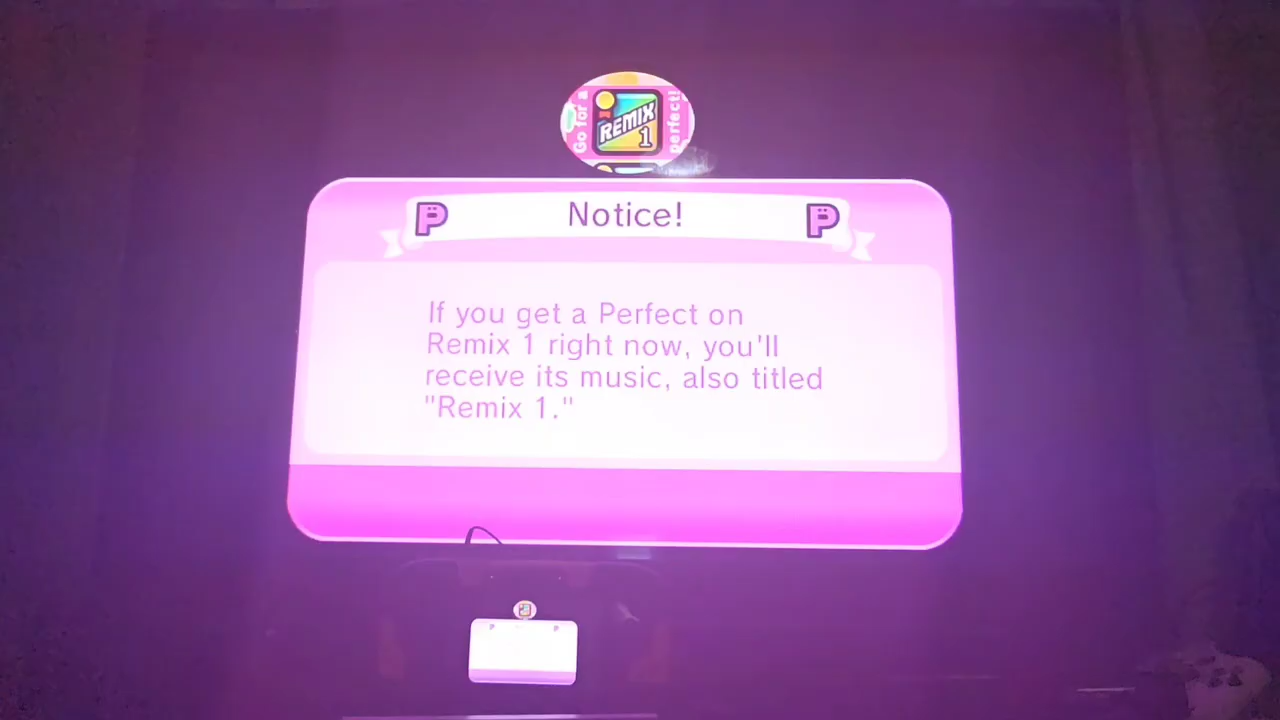 Go for a perfect!
REMIX
1
P Notice! P
If you get a Perfect on
Remix 1 right now, you'll
receive its music, also titled
"Remix 1."